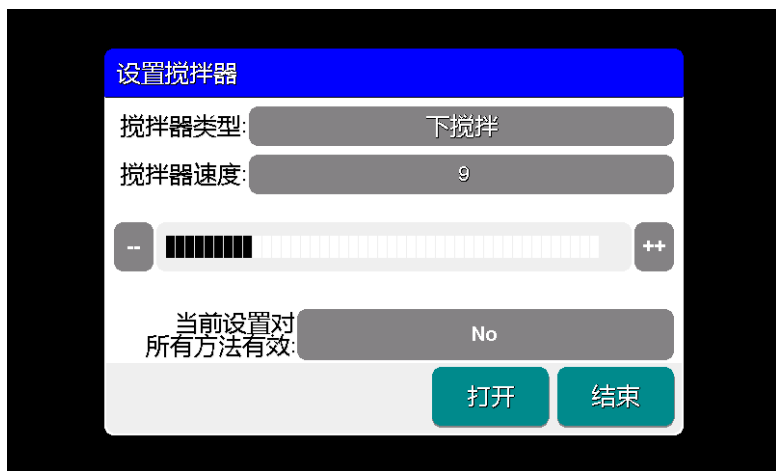 设置搅拌器
搅拌器类型: 下搅拌
搅拌器速度: 9
-- ++
当前设置对
所有方法有效: No
打开 结束